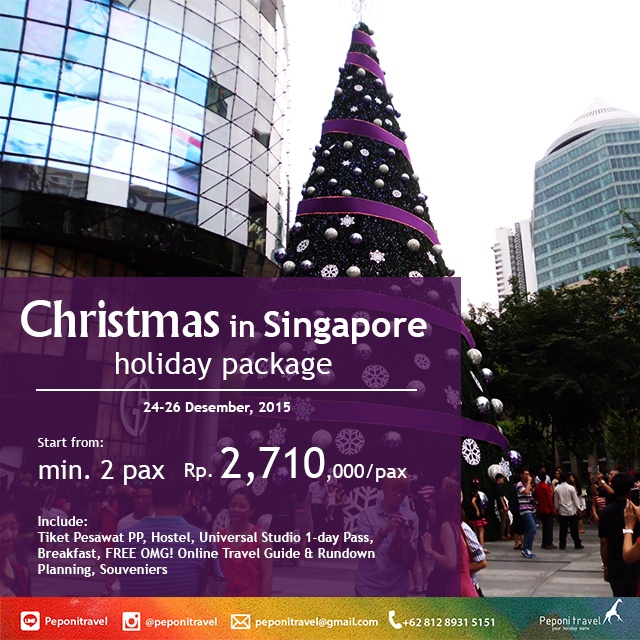 Christmas in Singapore
holiday package
24-26 Desember, 2015
Start from:
min. 2 pax Rp. 2,710,000/pax
Include:
Tiket Pesawat PP, Hostel, Universal Studio 1-day Pass,
Breakfast, FREE OMG! Online Travel Guide & Rundown
Planning, Souveniers
LINE Peponitravel @peponitravel peponitravel@gmail.com +62 812 8931 5151 Peponi travel
your holiday mate